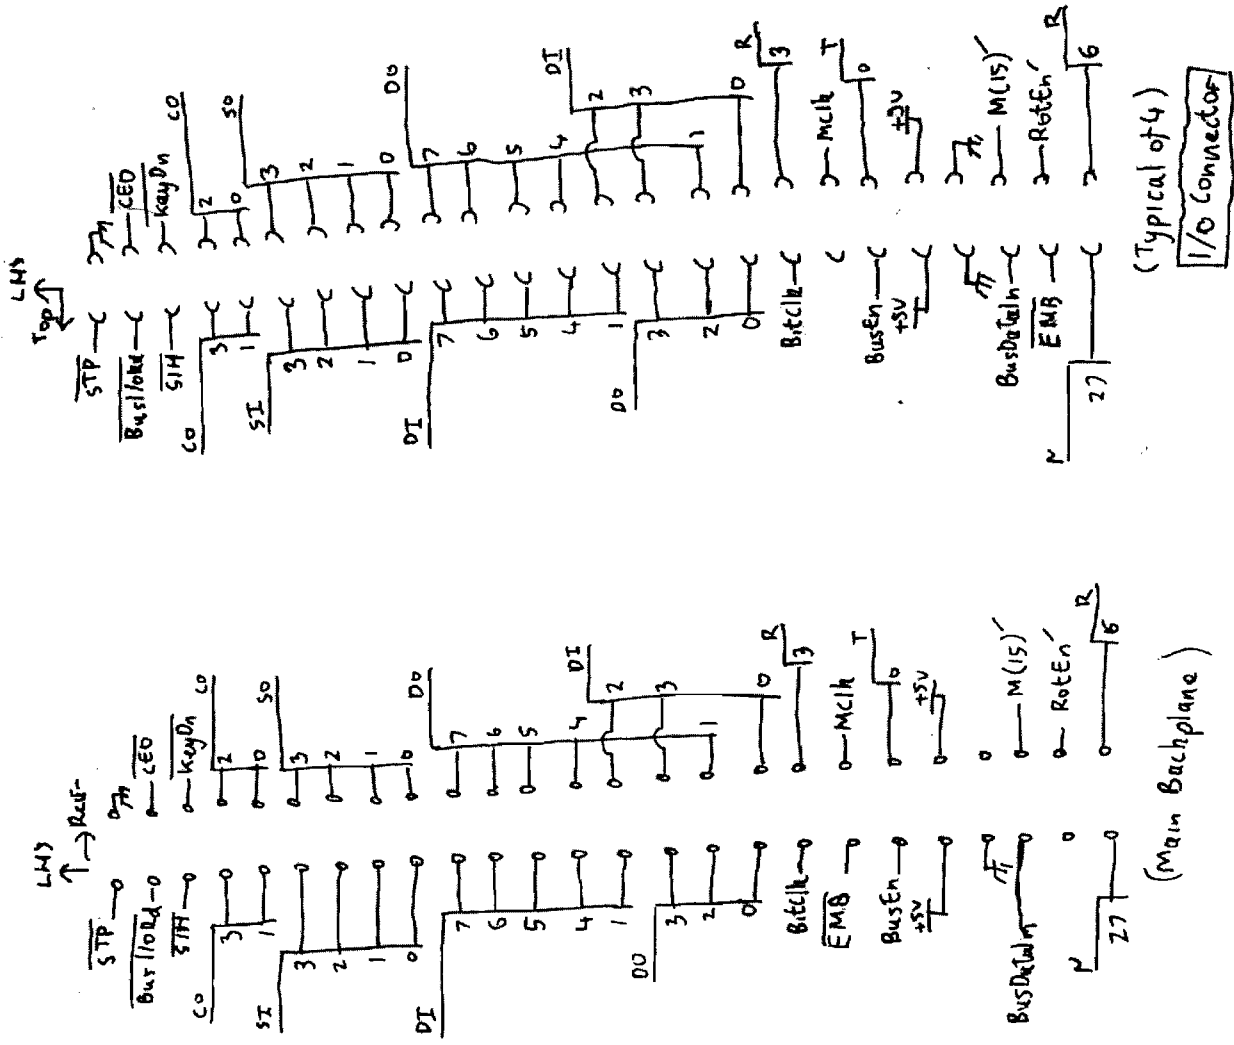 LHS
Top
STP
Bus1/0Rd
SIH
CEO
KeyDn
CO
3
1
CO
2
0
SI
3
2
1
0
SO
3
2
1
0
DI
7
6
5
4
1
DO
7
6
5
4
1
DO
3
2
0
DI
2
3
0
BitClk
R
3
MClk
BusEn
T
0
+5V
+5V
BusDataIn
M(15)'
EMB
RotEn'
N
27
R
6
(Typical of 4)
I/O Connector
LHS
Rear
STP
Bus1/0Rd
SIH
CEO
KeyDn
CO
3
1
CO
2
0
SI
3
2
1
0
SO
3
2
1
0
DI
7
6
5
4
1
DO
7
6
5
4
1
DO
3
2
0
DI
2
3
0
BitClk
R
3
EMB
MClk
BusEn
T
0
+5V
+5V
BusDataIn
M(15)'
RotEn'
N
27
R
6
(Main Backplane)